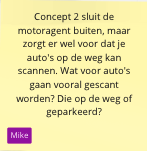 Concept 2 sluit de
motoragent buiten, maar
zorgt er wel voor dat je
auto's op de weg kan
scannen. Wat voor auto's
gaan vooral gescant
worden? Die op de weg of
geparkeerd?
Mike